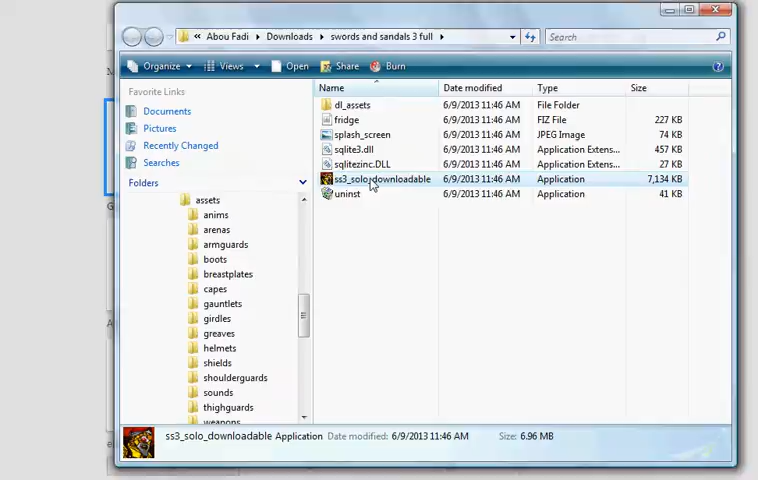 Abou Fadi Downloads swords and sandals 3 full Search
Organize Views Open Share Burn ?
Favorite Links
Documents
Pictures
Recently Changed
Searches
Folders
assets
anims
arenas
armguards
boots
breastplates
capes
gauntlets
girdles
greaves
helmets
shields
shoulderguards
sounds
thighguards
weapons
Name Date modified Type Size
dl_assets 6/9/2013 11:46 AM File Folder
fridge 6/9/2013 11:46 AM FIZ File 227 KB
splash_screen 6/9/2013 11:46 AM JPEG Image 74 KB
sqlite3.dll 6/9/2013 11:46 AM Application Extens... 457 KB
sqlitezinc.DLL 6/9/2013 11:46 AM Application Extens... 27 KB
ss3_solo_downloadable 6/9/2013 11:46 AM Application 7,134 KB
uninst 6/9/2013 11:46 AM Application 41 KB
ss3_solo_downloadable Application Date modified: 6/9/2013 11:46 AM Size: 6.96 MB